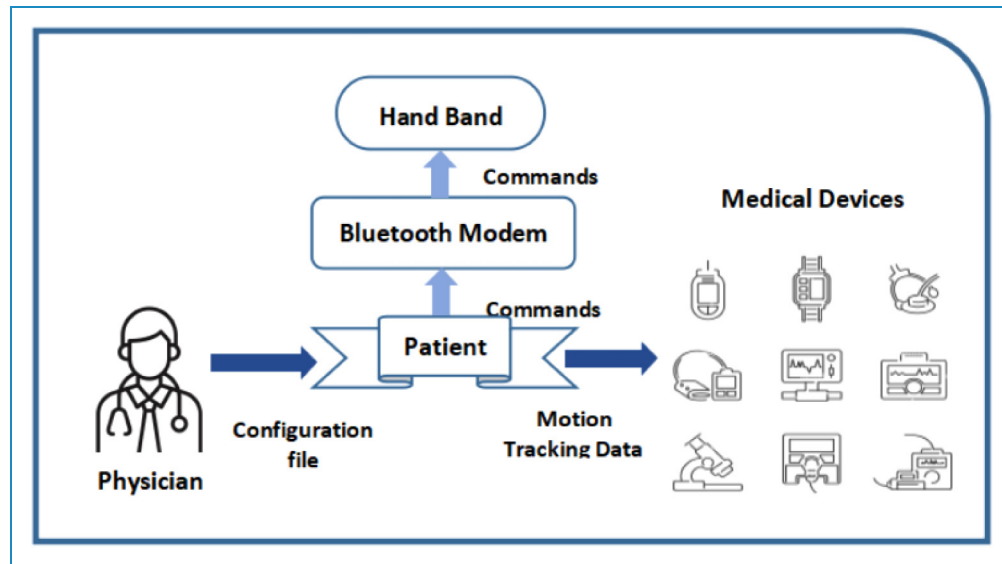 Hand Band
Commands
Bluetooth Modem
Medical Devices
Commands
Patient
Configuration
file
Motion
Tracking Data
Physician